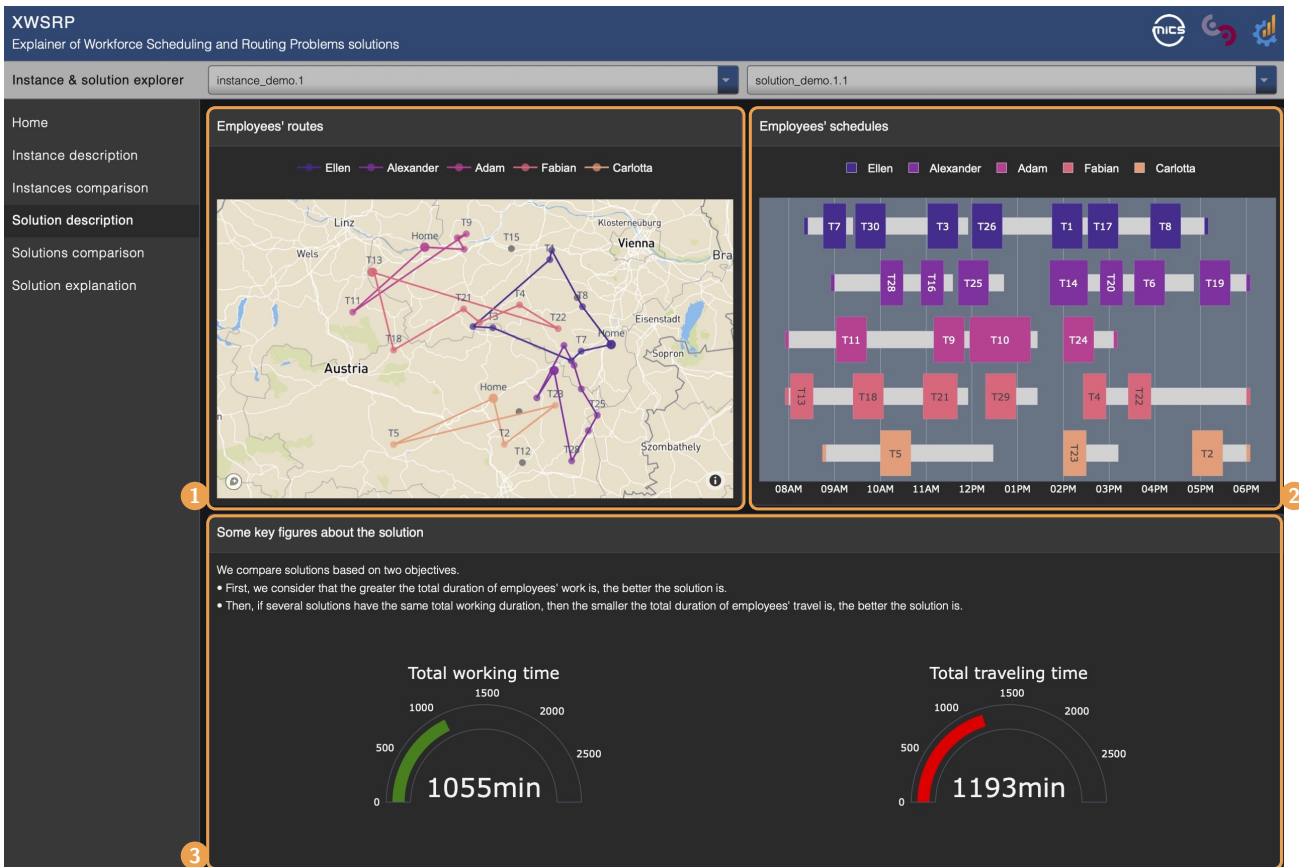 XWSRP
Explainer of Workforce Scheduling and Routing Problems solutions
mics
Instance & solution explorer
instance_demo.1
solution_demo.1.1
Home
Instance description
Instances comparison
Solution description
Solutions comparison
Solution explanation
Employees' routes
Ellen Alexander Adam Fabian Carlotta
Linz
T9
Klosterneuburg
Home
T15
Vienna
Wels
T1
Bra
T13
T11
T21
T4
T8
T22
Eisenstadt
T3
T18
T7
Home
Sopron
Austria
Home
T23
T25
T5
T2
T12
T28
Szombathely
1
Employees' schedules
Ellen Alexander Adam Fabian Carlotta
T7 T30 T3 T26 T1 T17 T8
T28 T16 T25 T14 T20 T6 T19
T11 T9 T10 T24
T13 T18 T21 T29 T4 T22
T5 T23 T2
08AM 09AM 10AM 11AM 12PM 01PM 02PM 03PM 04PM 05PM 06PM
2
Some key figures about the solution
We compare solutions based on two objectives.
• First, we consider that the greater the total duration of employees' work is, the better the solution is.
• Then, if several solutions have the same total working duration, then the smaller the total duration of employees' travel is, the better the solution is.
Total working time
0 500 1000 1500 2000 2500
1055min
Total traveling time
0 500 1000 1500 2000 2500
1193min
3